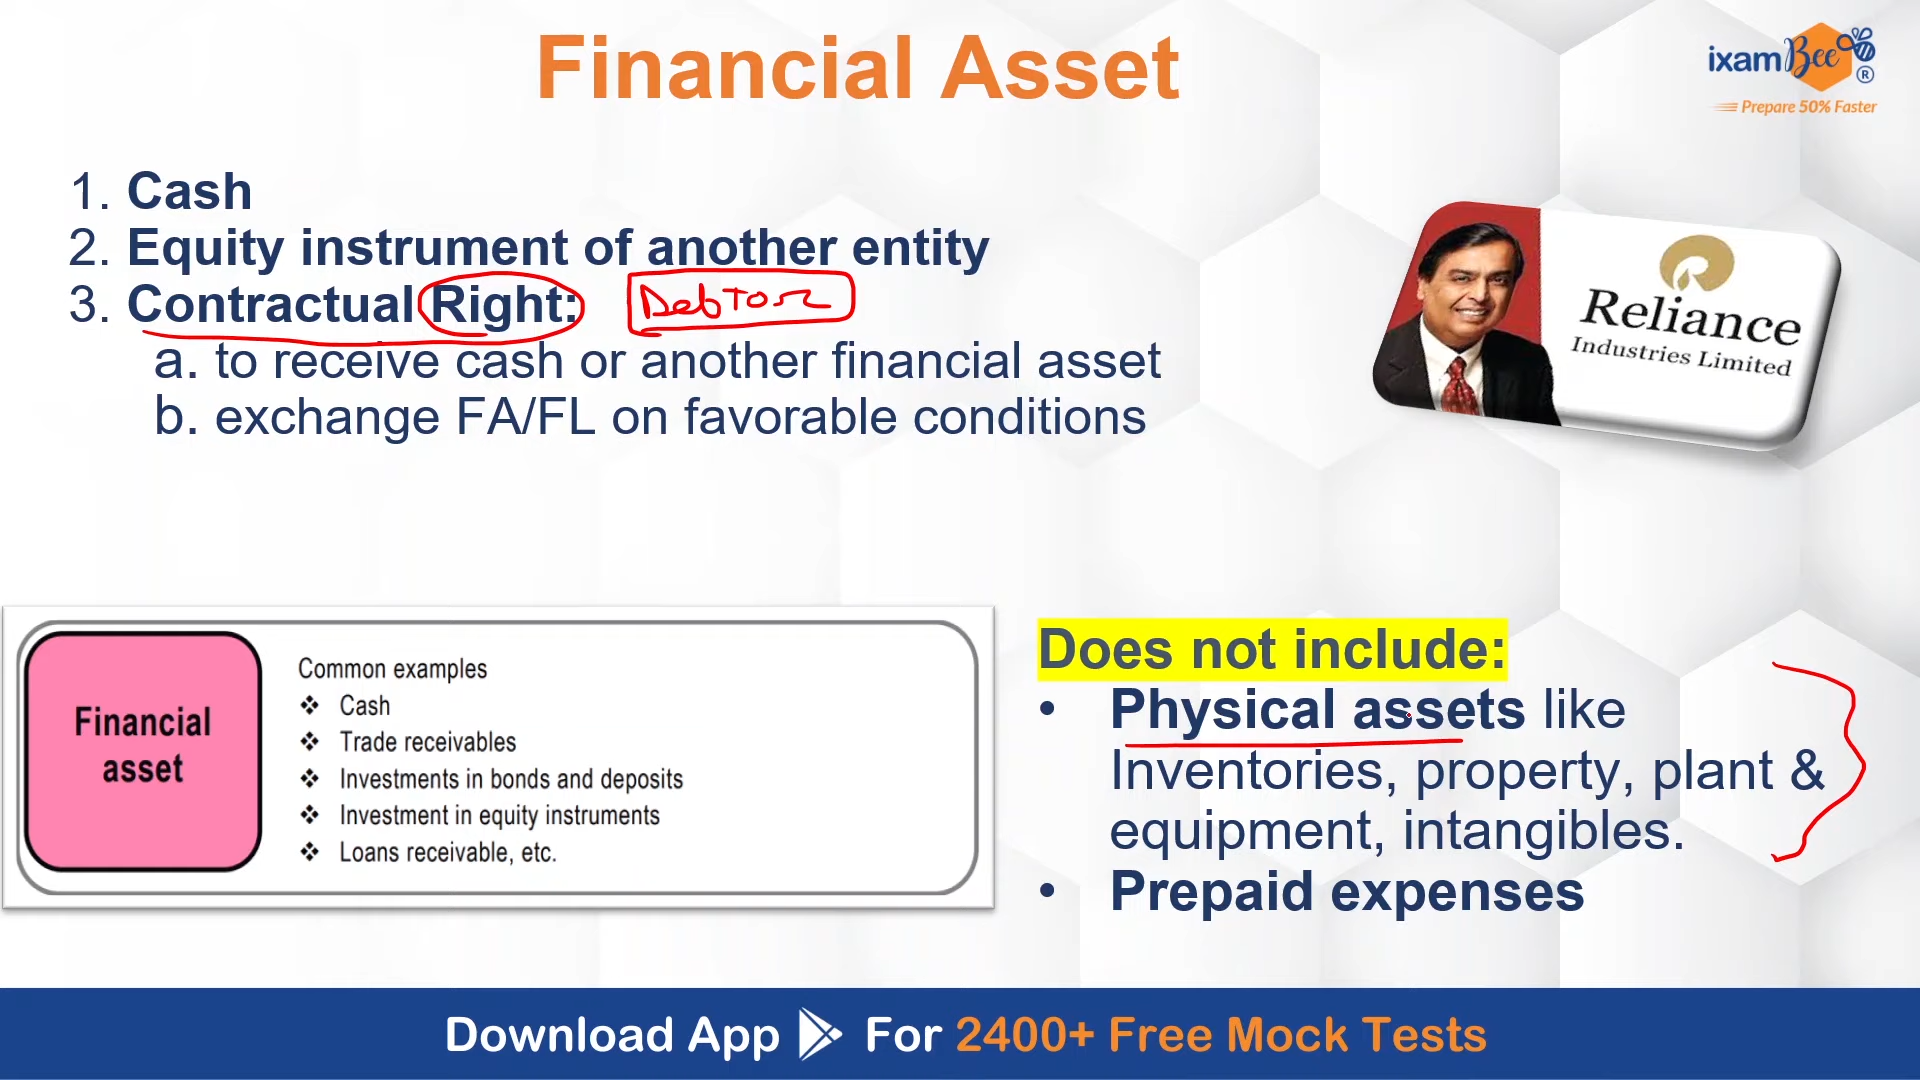 Financial Asset
ixamBee®
Prepare 50% Faster
1. Cash
2. Equity instrument of another entity
3. Contractual Right: Debtors
a. to receive cash or another financial asset
b. exchange FA/FL on favorable conditions
Reliance
Industries Limited
Financial
asset
Common examples
❖ Cash
❖ Trade receivables
❖ Investments in bonds and deposits
❖ Investment in equity instruments
❖ Loans receivable, etc.
Does not include:
• Physical assets like
Inventories, property, plant &
equipment, intangibles.
• Prepaid expenses
Download App For 2400+ Free Mock Tests